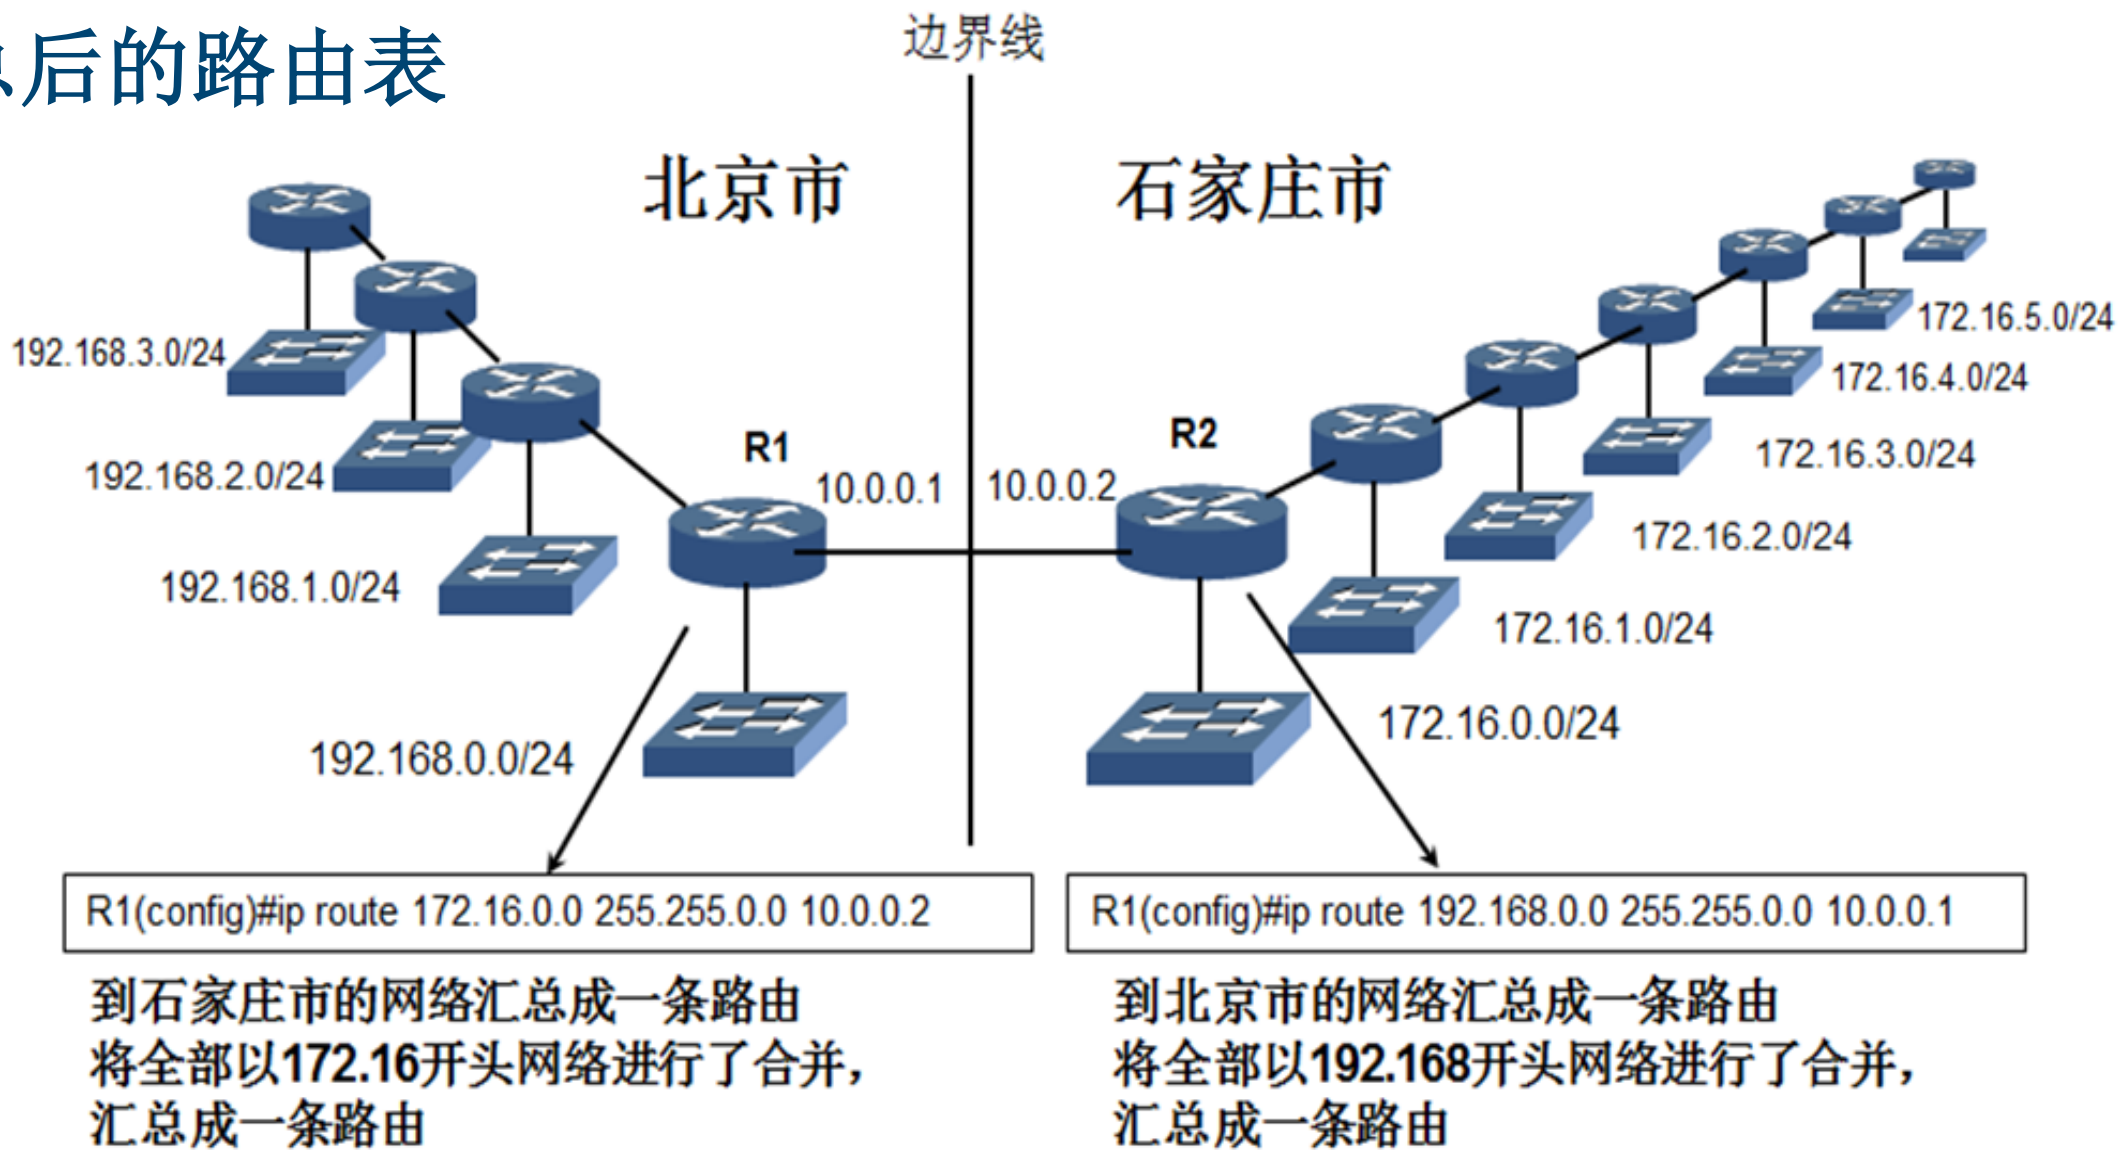 后的路由表
边界线
北京市
石家庄市
192.168.3.0/24
192.168.2.0/24
192.168.1.0/24
192.168.0.0/24
R1
10.0.0.1
10.0.0.2
R2
172.16.5.0/24
172.16.4.0/24
172.16.3.0/24
172.16.2.0/24
172.16.1.0/24
172.16.0.0/24
R1(config)#ip route 172.16.0.0 255.255.0.0 10.0.0.2
到石家庄市的网络汇总成一条路由
将全部以172.16开头网络进行了合并，
汇总成一条路由
R1(config)#ip route 192.168.0.0 255.255.0.0 10.0.0.1
到北京市的网络汇总成一条路由
将全部以192.168开头网络进行了合并，
汇总成一条路由